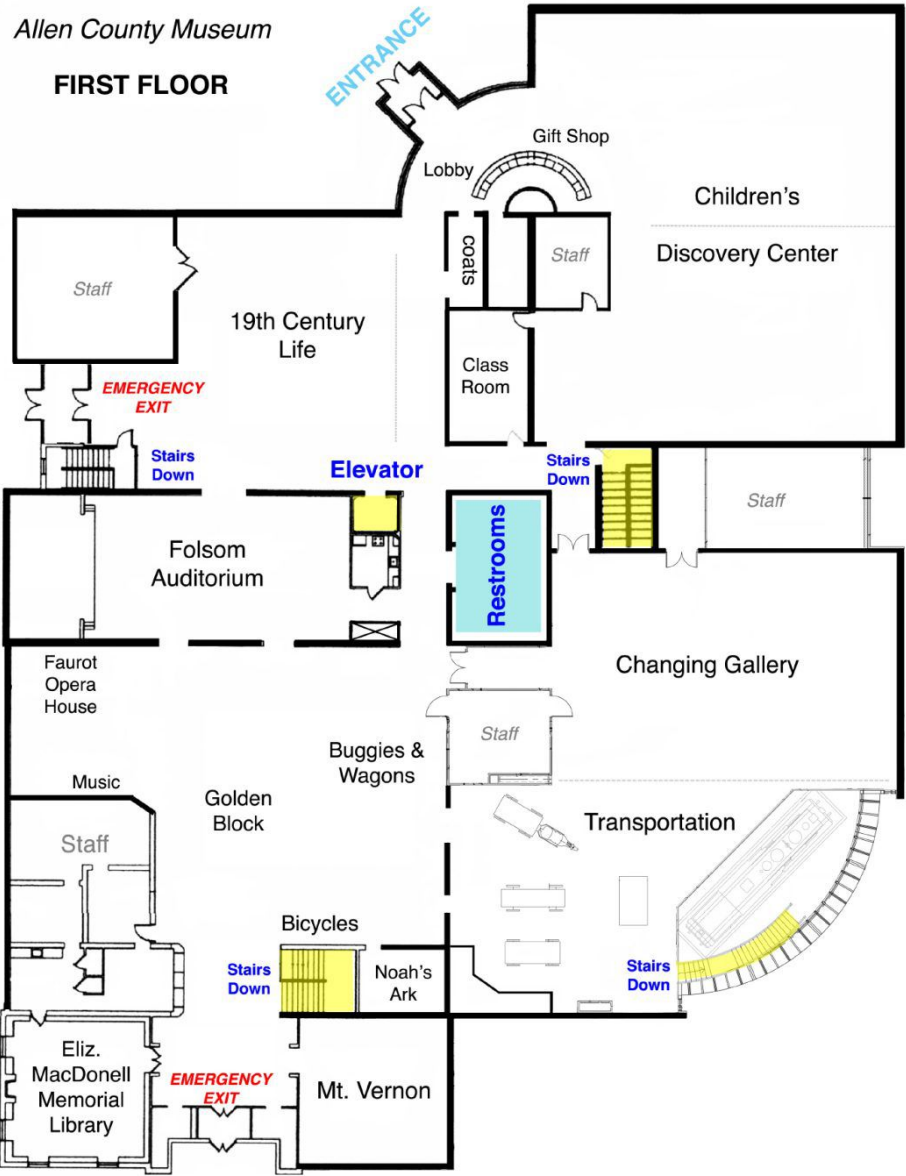 Allen County Museum
FIRST FLOOR
ENTRANCE
Lobby
Gift Shop
Children's
Discovery Center
coats
Staff
Staff
19th Century
Life
Class
Room
EMERGENCY
EXIT
Stairs
Down
Elevator
Stairs
Down
Staff
Folsom
Auditorium
Restrooms
Changing Gallery
Faurot
Opera
House
Staff
Buggies &
Wagons
Music
Golden
Block
Transportation
Staff
Bicycles
Stairs
Down
Noah's
Ark
Stairs
Down
Eliz.
MacDonell
Memorial
Library
EMERGENCY
EXIT
Mt. Vernon